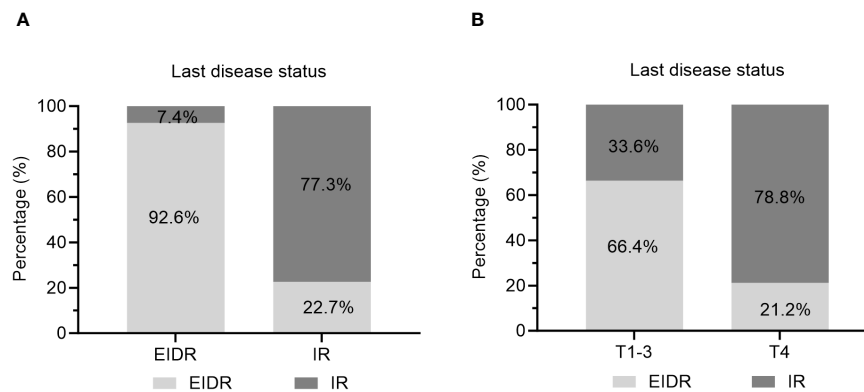 A
Last disease status
Percentage (%)
100
80
60
40
20
0
7.4%
92.6%
77.3%
22.7%
EIDR
IR
EIDR
IR
B
Last disease status
Percentage (%)
100
80
60
40
20
0
33.6%
66.4%
78.8%
21.2%
T1-3
T4
EIDR
IR